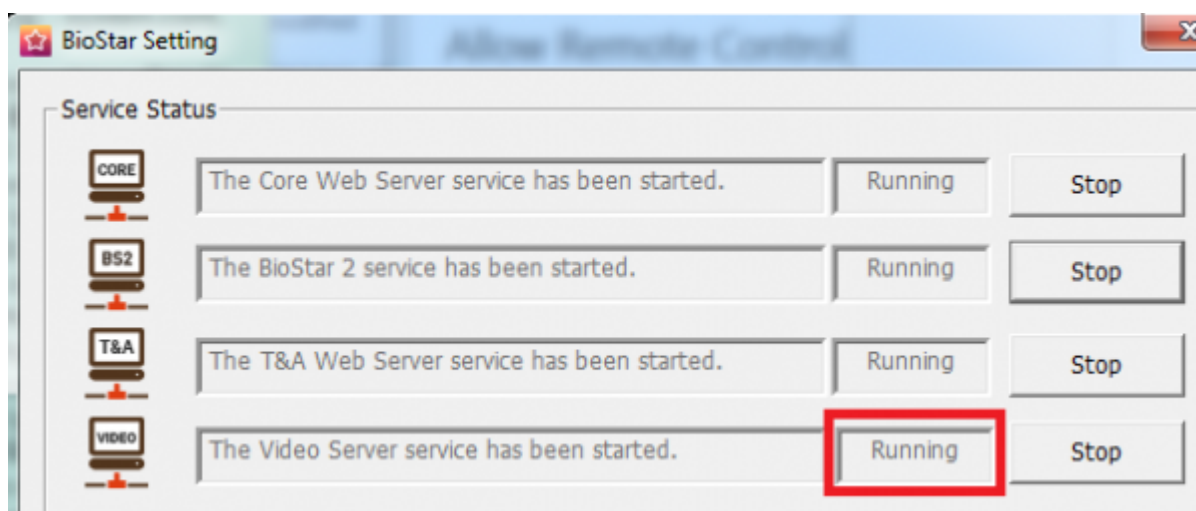 BioStar Setting
Allow Remote Control
Service Status
CORE
The Core Web Server service has been started.
Running
Stop
BS2
The BioStar 2 service has been started.
Running
Stop
T&A
The T&A Web Server service has been started.
Running
Stop
VIDEO
The Video Server service has been started.
Running
Stop